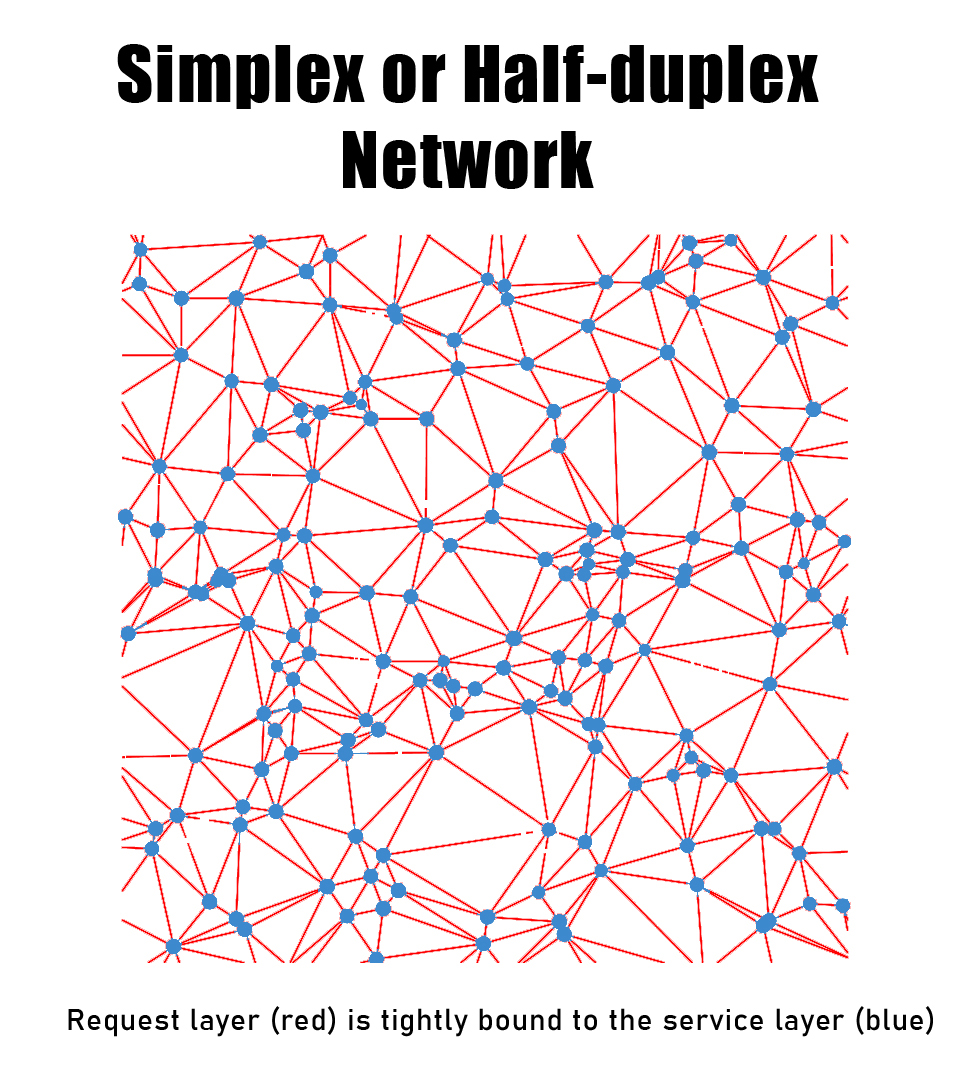 Simplex or Half-duplex
Network
Request layer (red) is tightly bound to the service layer (blue)